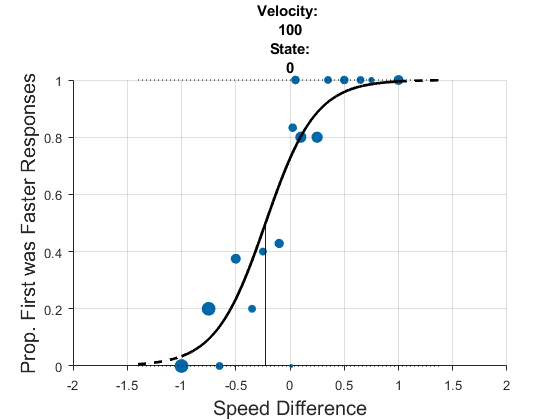 Velocity:
100
State:
0
Prop. First was Faster Responses
1
0.8
0.6
0.4
0.2
0
-2 -1.5 -1 -0.5 0 0.5 1 1.5 2
Speed Difference